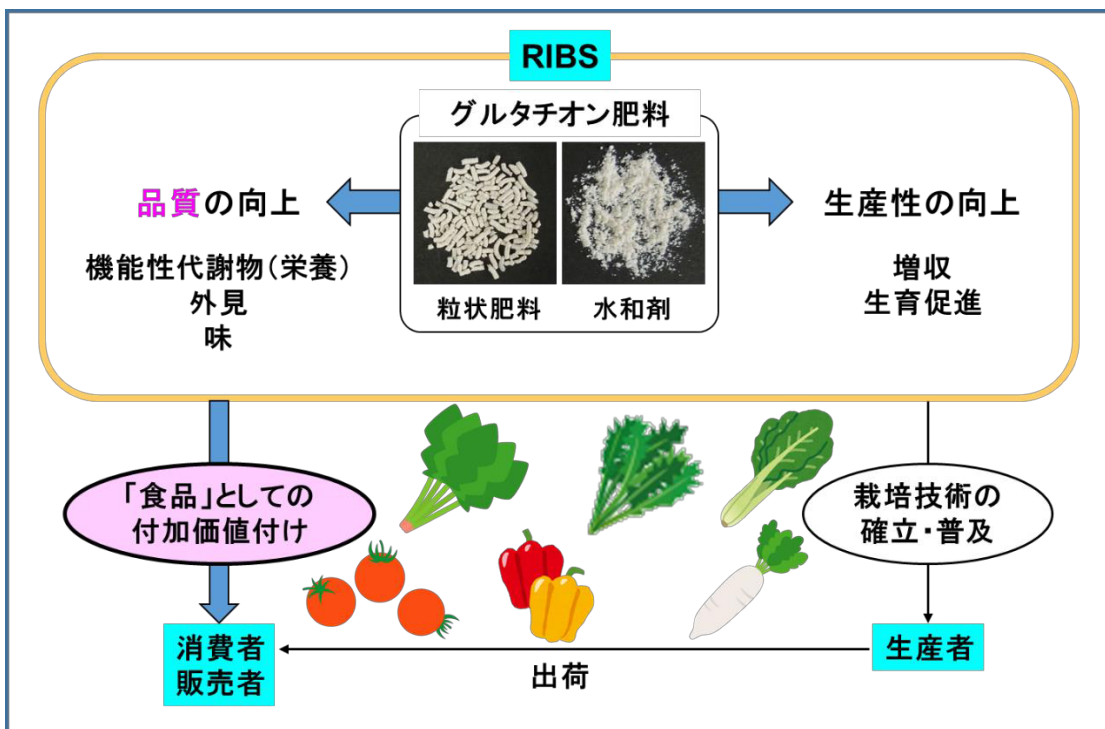 RIBS
グルタチオン肥料
粒状肥料
水和剤
品質の向上
機能性代謝物（栄養）
外見
味
生産性の向上
増収
生育促進
「食品」としての
付加価値付け
栽培技術の
確立・普及
消費者
販売者
出荷
生産者